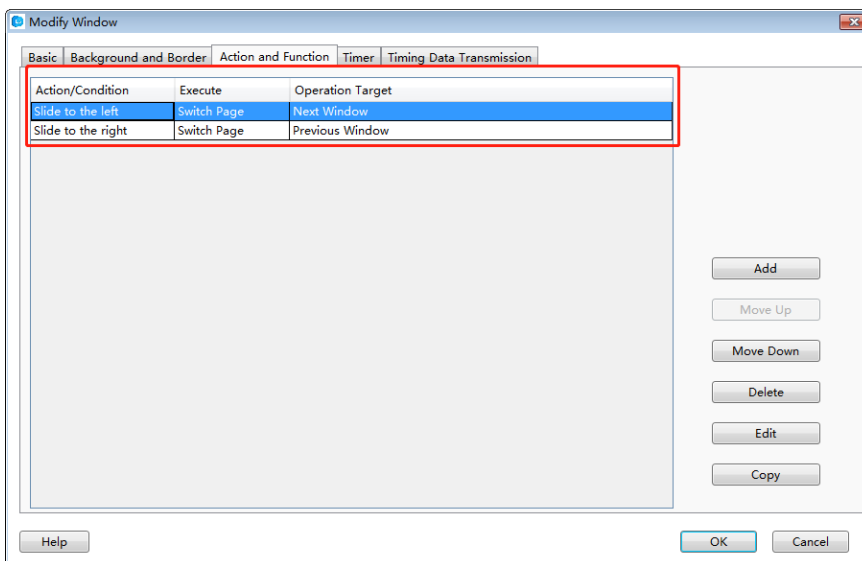 Modify Window
Basic Background and Border Action and Function Timer Timing Data Transmission
Action/Condition Execute Operation Target
Slide to the left Switch Page Next Window
Slide to the right Switch Page Previous Window
Add
Move Up
Move Down
Delete
Edit
Copy
Help OK Cancel